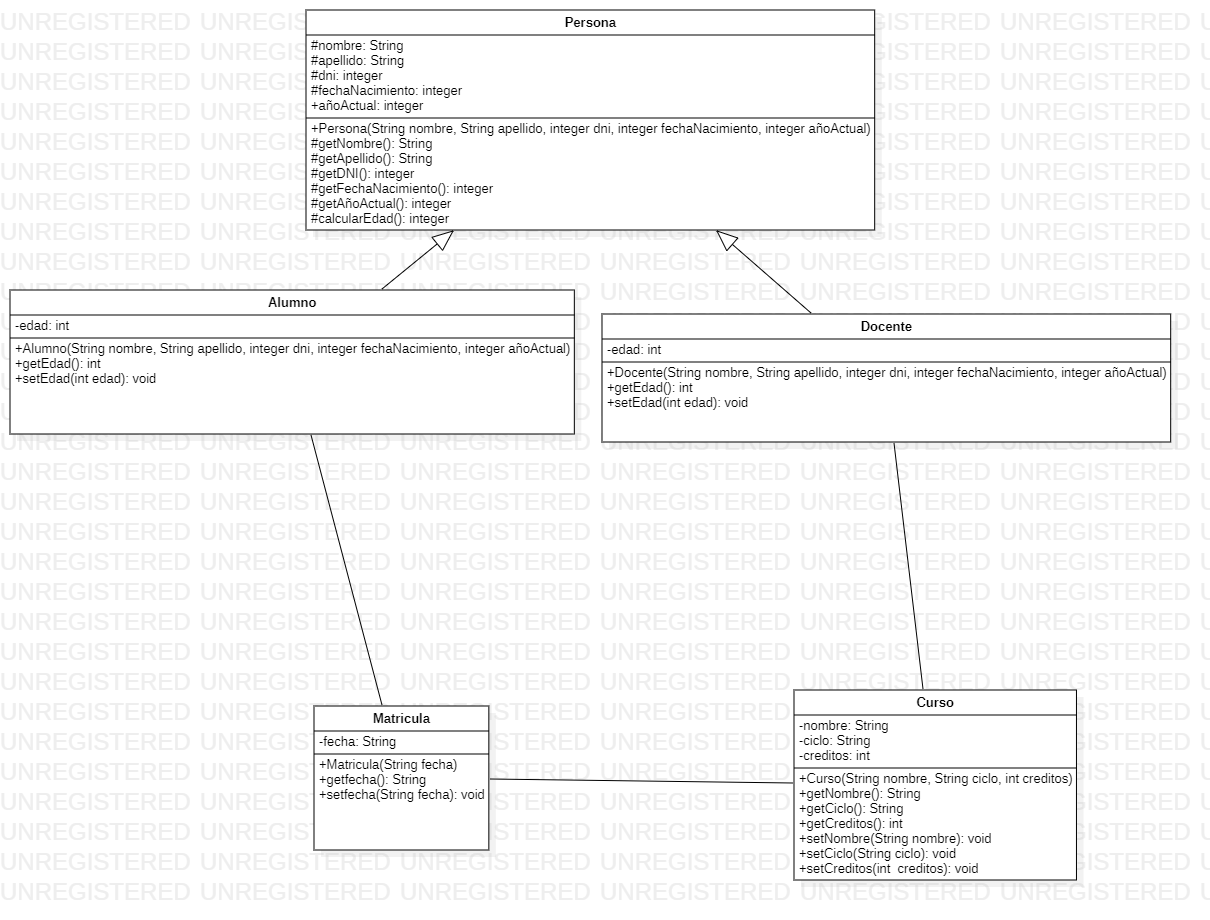 Persona
#nombre: String
#apellido: String
#dni: integer
#fechaNacimiento: integer
+añoActual: integer
+Persona(String nombre, String apellido, integer dni, integer fechaNacimiento, integer añoActual)
#getNombre(): String
#getApellido(): String
#getDNI(): integer
#getFechaNacimiento(): integer
#getAñoActual(): integer
#calcularEdad(): integer
Alumno
-edad: int
+Alumno(String nombre, String apellido, integer dni, integer fechaNacimiento, integer añoActual)
+getEdad(): int
+setEdad(int edad): void
Docente
-edad: int
+Docente(String nombre, String apellido, integer dni, integer fechaNacimiento, integer añoActual)
+getEdad(): int
+setEdad(int edad): void
Matricula
-fecha: String
+Matricula(String fecha)
+getfecha(): String
+setfecha(String fecha): void
Curso
-nombre: String
-ciclo: String
-creditos: int
+Curso(String nombre, String ciclo, int creditos)
+getNombre(): String
+getCiclo(): String
+getCreditos(): int
+setNombre(String nombre): void
+setCiclo(String ciclo): void
+setCreditos(int  creditos): void
UNREGISTERED